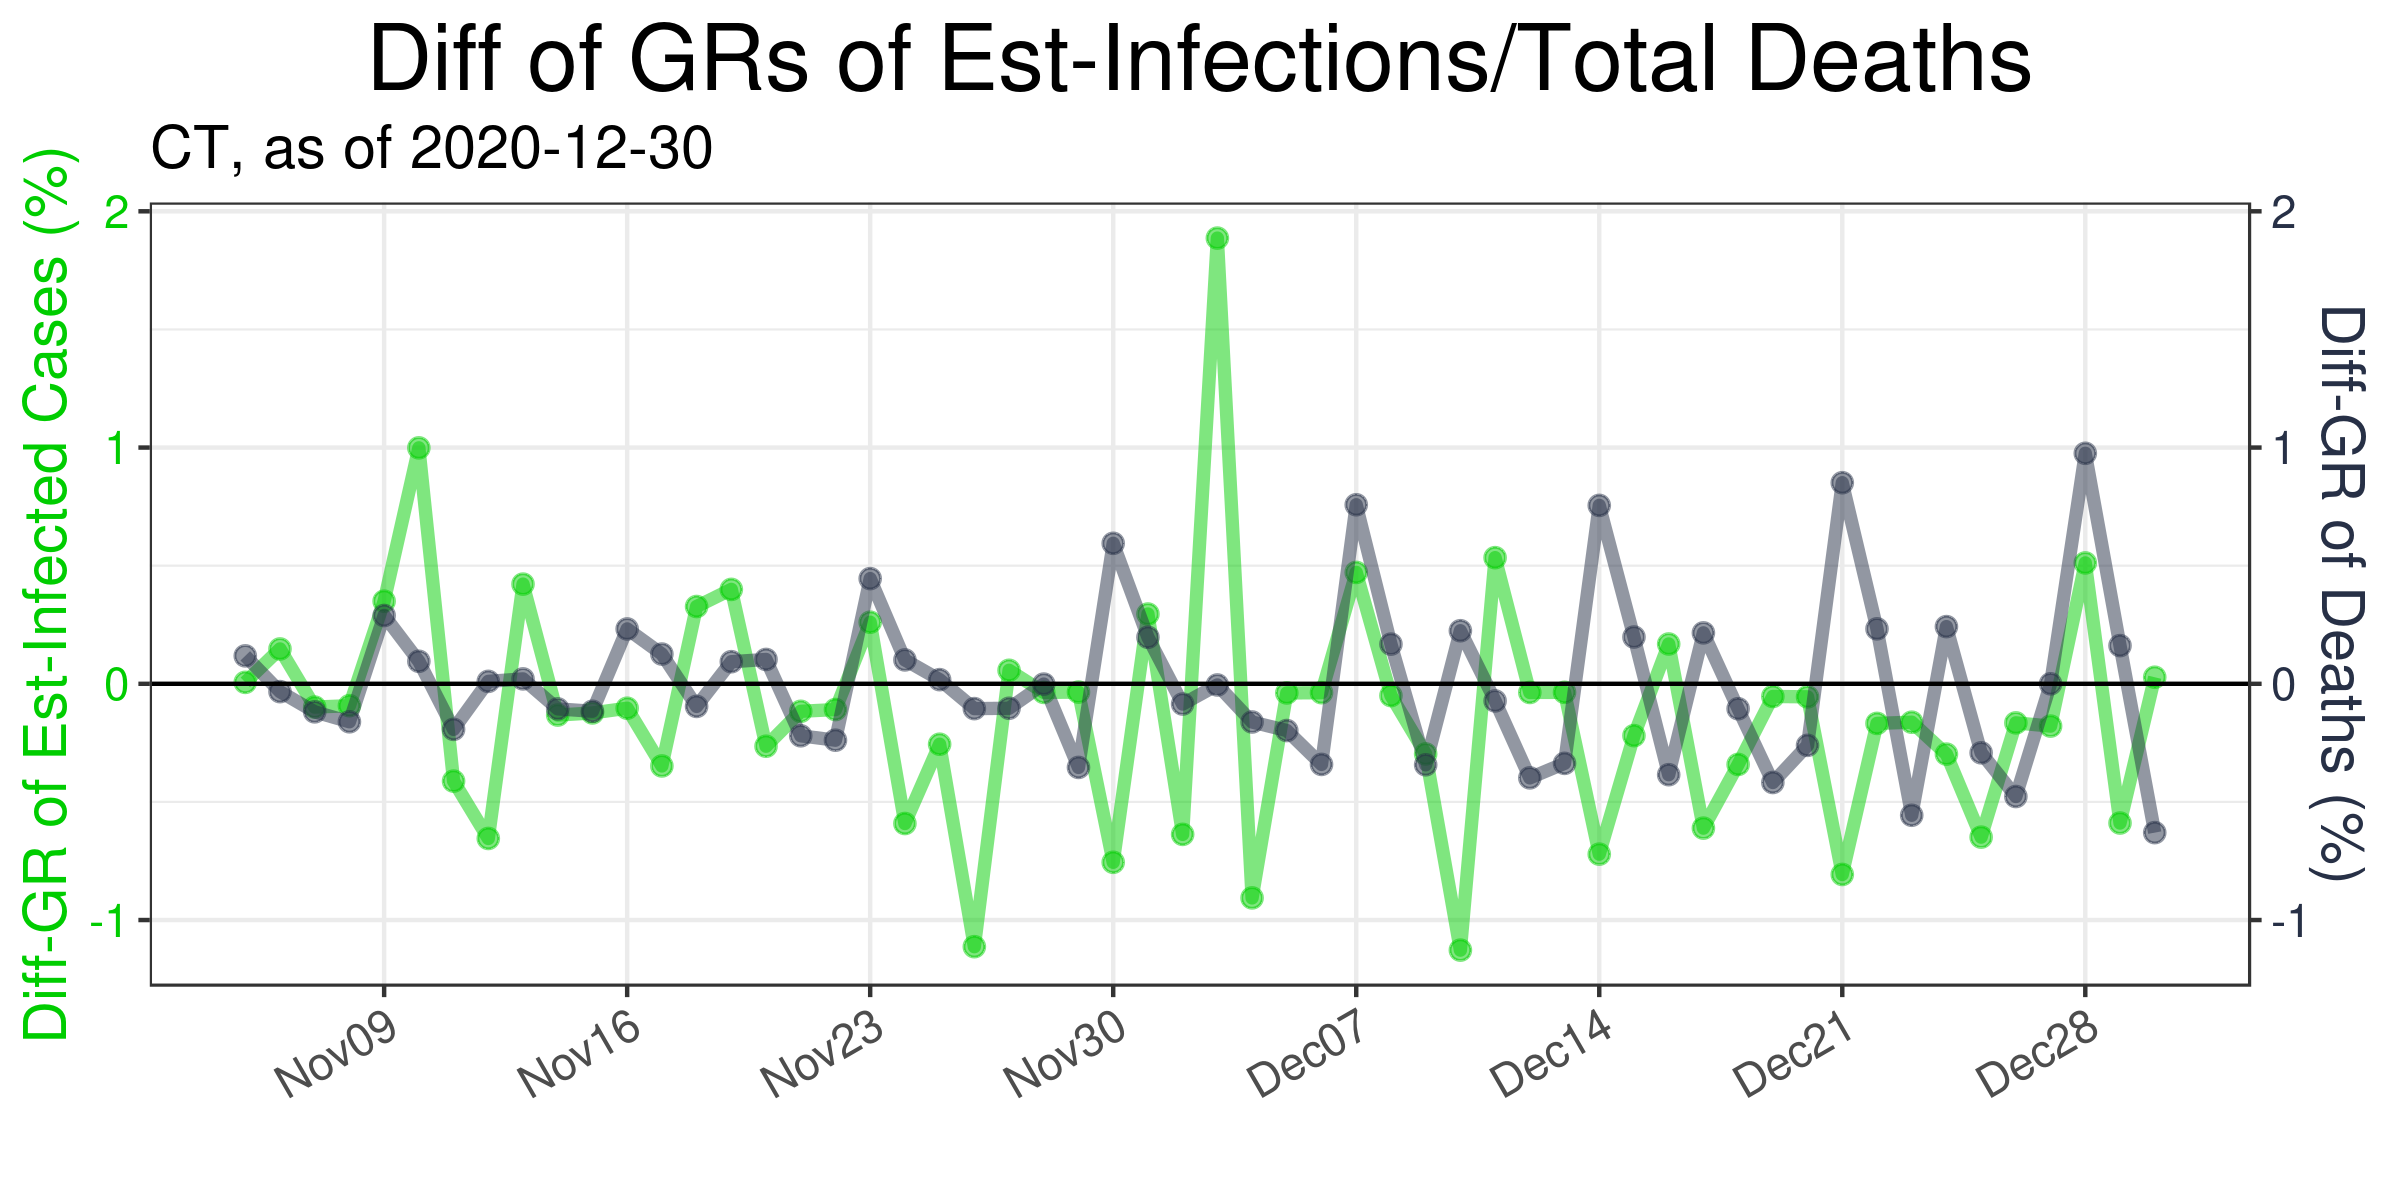 Diff of GRs of Est-Infections/Total Deaths
CT, as of 2020-12-30
Diff-GR of Est-Infected Cases (%)
2
1
0
-1
2
1
0
-1
Diff-GR of Deaths (%)
Nov09
Nov16
Nov23
Nov30
Dec07
Dec14
Dec21
Dec28